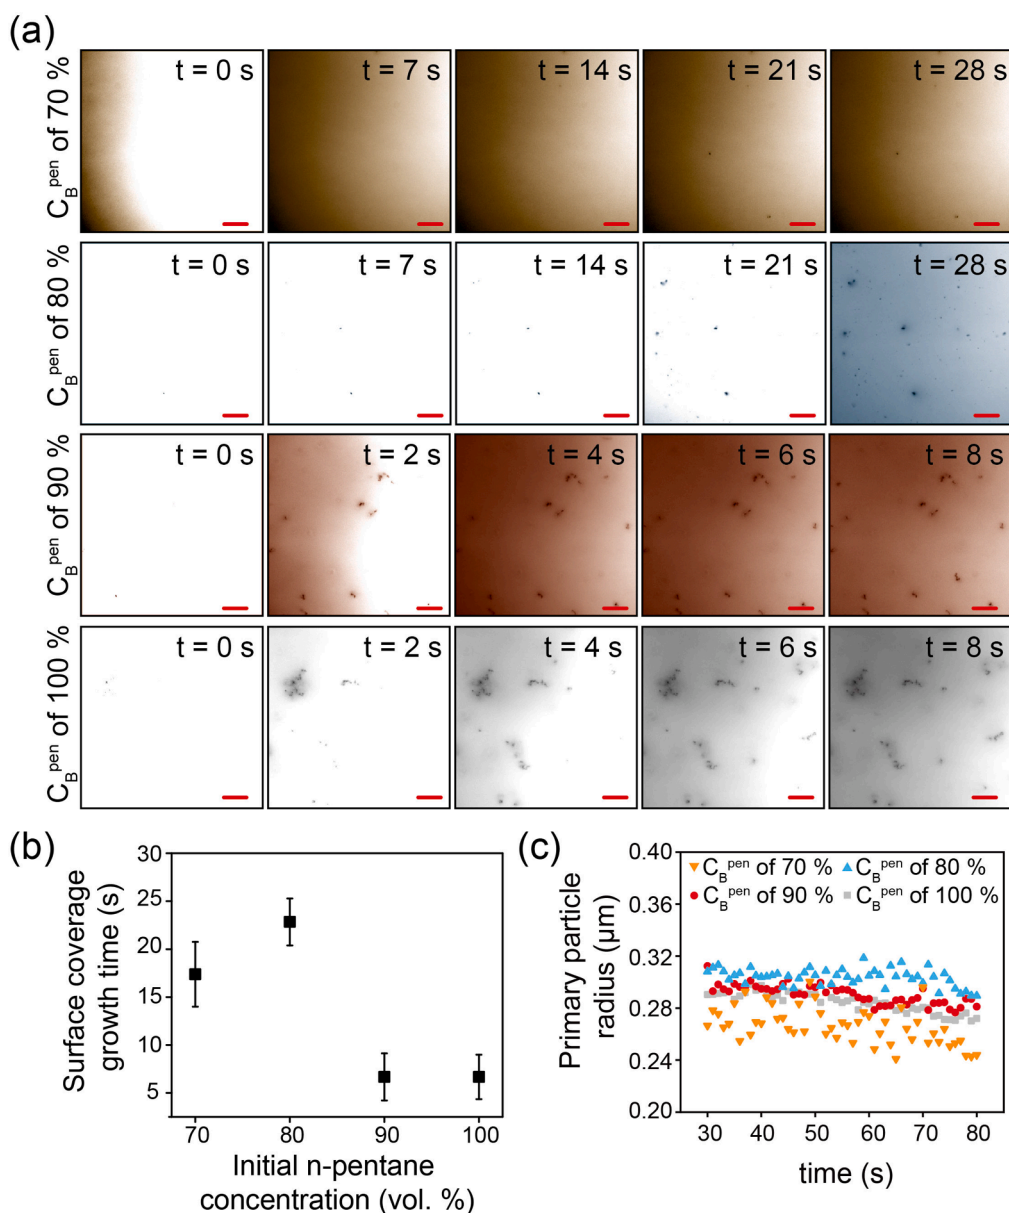 (a)
C_B^pen of 70 %
t = 0 s
t = 7 s
t = 14 s
t = 21 s
t = 28 s
C_B^pen of 80 %
t = 0 s
t = 7 s
t = 14 s
t = 21 s
t = 28 s
C_B^pen of 90 %
t = 0 s
t = 2 s
t = 4 s
t = 6 s
t = 8 s
C_B^pen of 100 %
t = 0 s
t = 2 s
t = 4 s
t = 6 s
t = 8 s
(b)
Surface coverage
growth time (s)
30
25
20
15
10
5
70
80
90
100
Initial n-pentane
concentration (vol. %)
(c)
Primary particle
radius (μm)
0.40
0.36
0.32
0.28
0.24
0.20
C_B^pen of 70 %
C_B^pen of 80 %
C_B^pen of 90 %
C_B^pen of 100 %
30
40
50
60
70
80
time (s)